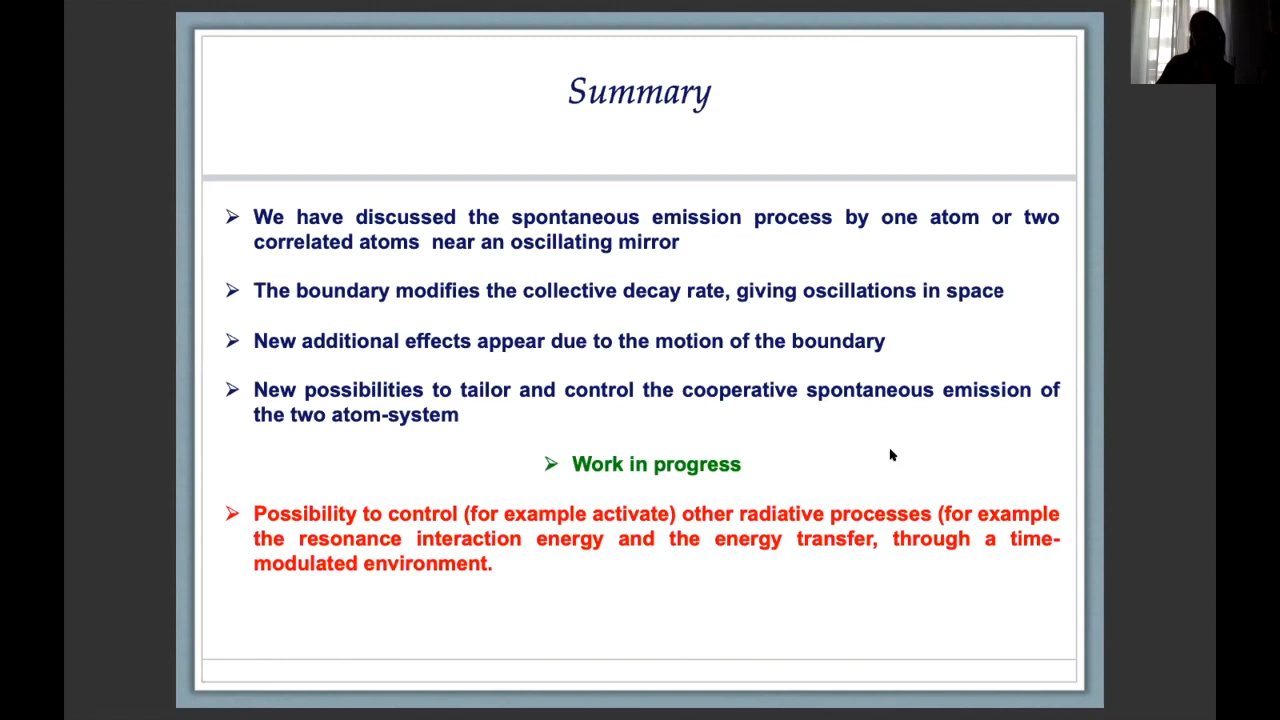 Summary
➢ We have discussed the spontaneous emission process by one atom or two
correlated atoms near an oscillating mirror
➢ The boundary modifies the collective decay rate, giving oscillations in space
➢ New additional effects appear due to the motion of the boundary
➢ New possibilities to tailor and control the cooperative spontaneous emission of
the two atom-system
➢ Work in progress
➢ Possibility to control (for example activate) other radiative processes (for example
the resonance interaction energy and the energy transfer, through a time-
modulated environment.